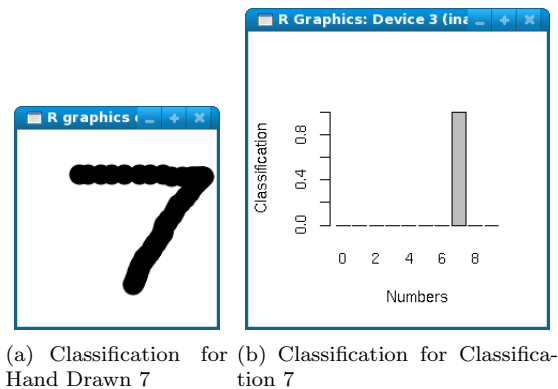 R Graphics: Device 3 (ina
R graphics
7
Classification
0.0 0.4 0.8
0 2 4 6 8
Numbers
(a) Classification for
Hand Drawn 7
(b) Classification for Classifica-
tion 7